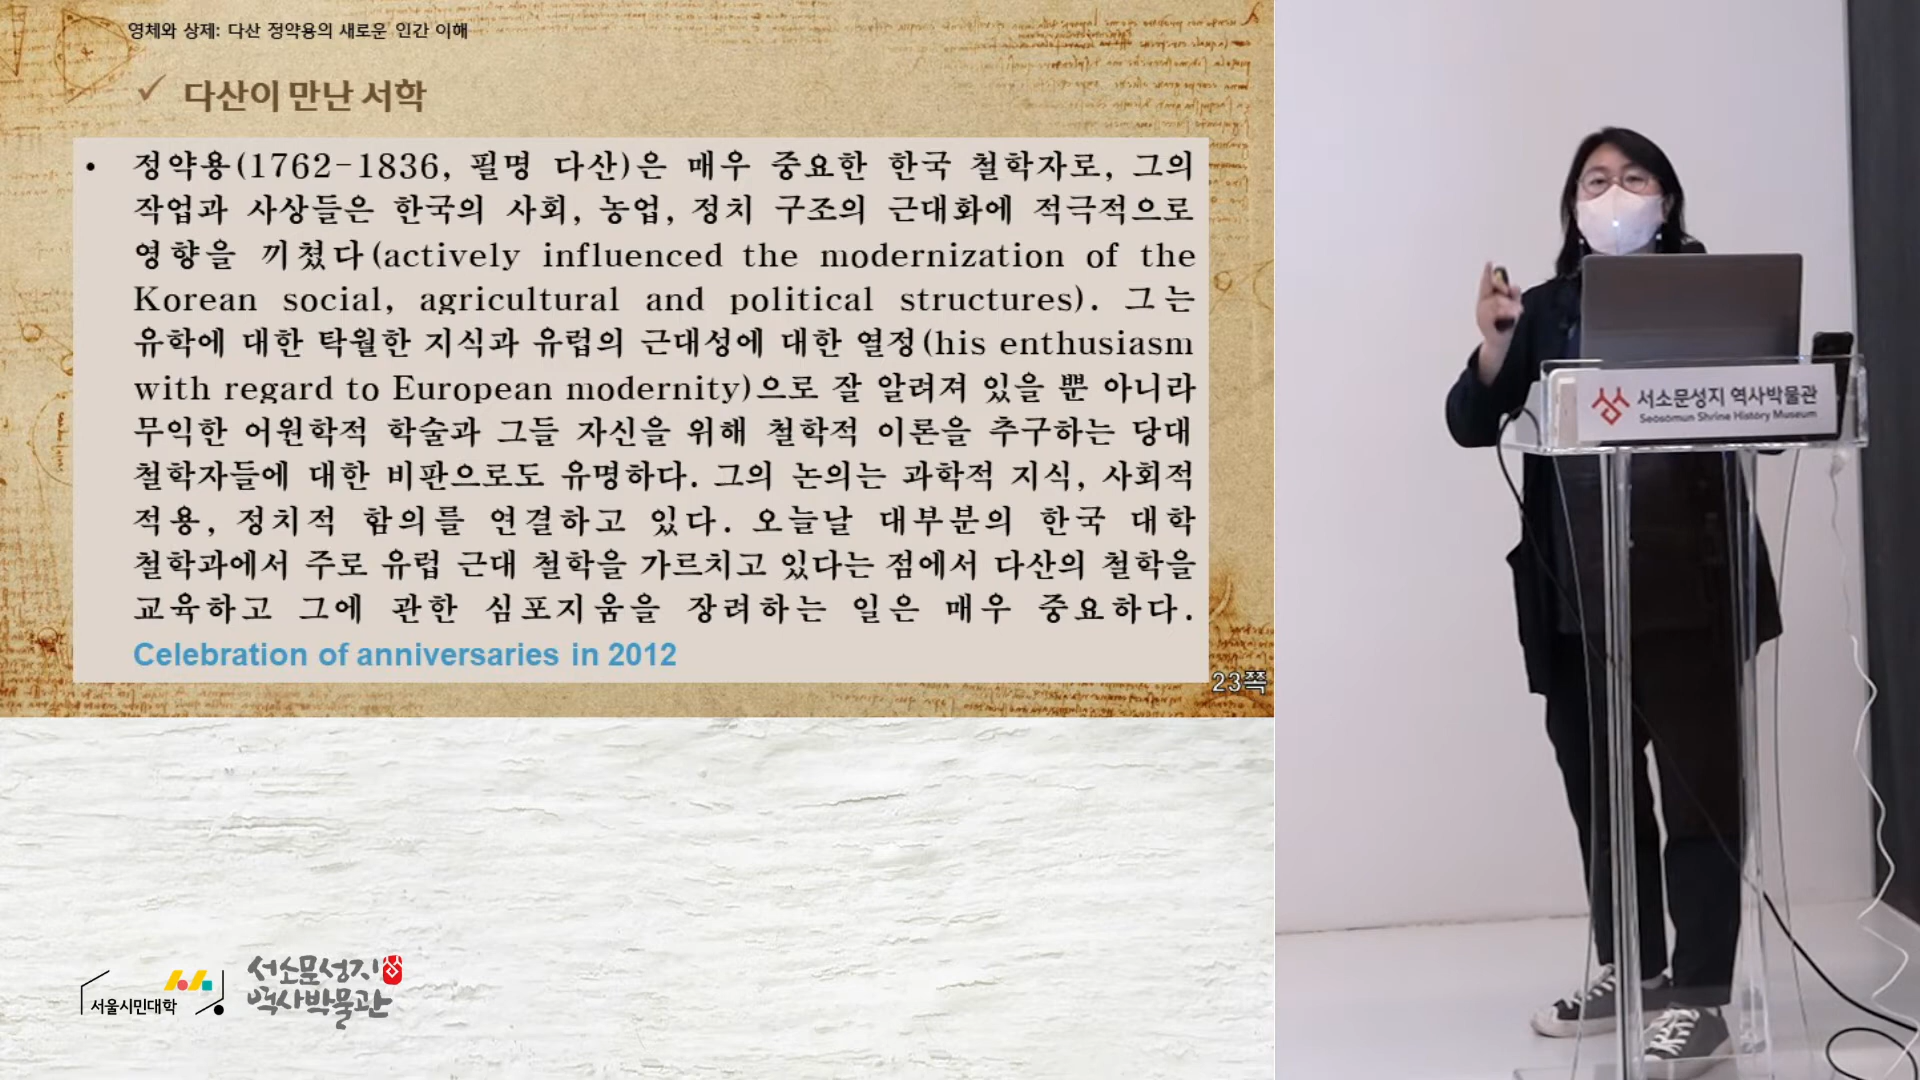 영체와 상제: 다산 정약용의 새로운 인간 이해
✓ 다산이 만난 서학
• 정약용(1762-1836, 필명 다산)은 매우 중요한 한국 철학자로, 그의
작업과 사상들은 한국의 사회, 농업, 정치 구조의 근대화에 적극적으로
영향을 끼쳤다(actively influenced the modernization of the
Korean social, agricultural and political structures). 그는
유학에 대한 탁월한 지식과 유럽의 근대성에 대한 열정(his enthusiasm
with regard to European modernity)으로 잘 알려져 있을 뿐 아니라
무익한 어원학적 학술과 그들 자신을 위해 철학적 이론을 추구하는 당대
철학자들에 대한 비판으로도 유명하다. 그의 논의는 과학적 지식, 사회적
적용, 정치적 함의를 연결하고 있다. 오늘날 대부분의 한국 대학
철학과에서 주로 유럽 근대 철학을 가르치고 있다는 점에서 다산의 철학을
교육하고 그에 관한 심포지움을 장려하는 일은 매우 중요하다.
Celebration of anniversaries in 2012
23쪽
서소문성지 역사박물관
Seosomun Shrine History Museum
서울시민대학
서소문성지
역사박물관